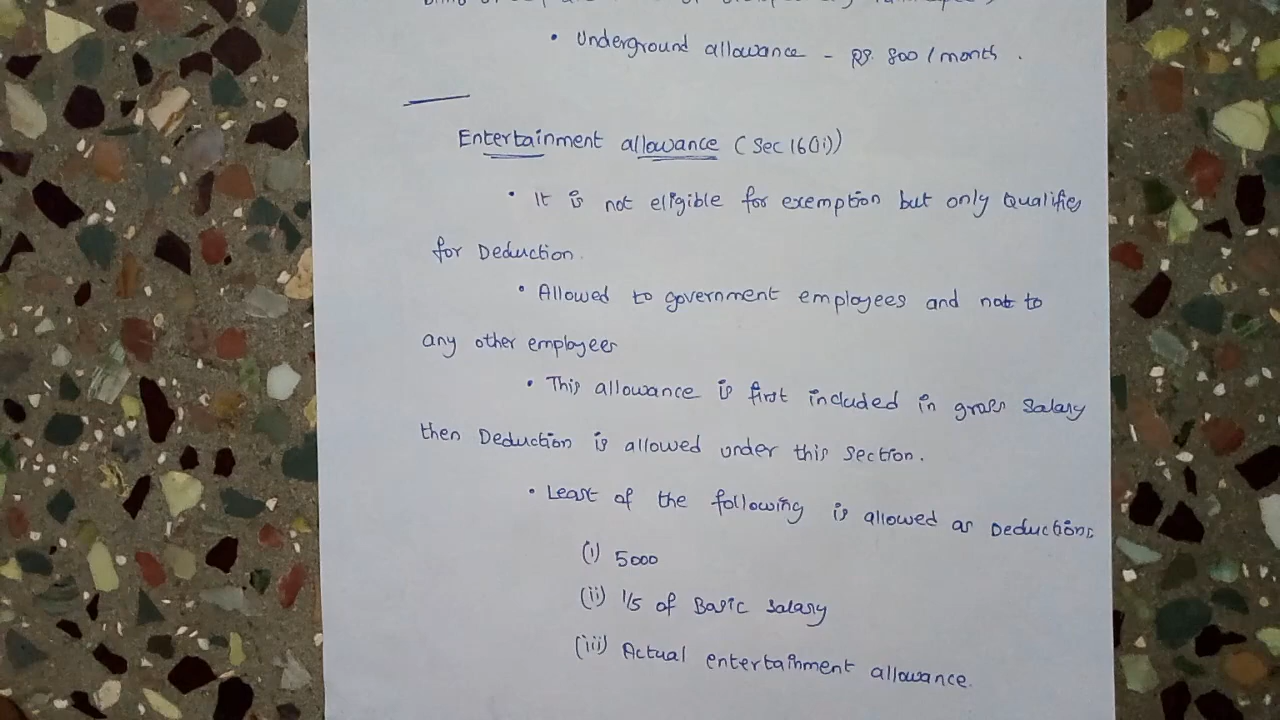 • Underground allowance - Rs. 800 / month .
Entertainment allowance (Sec 16(ii))
• It is not eligible for exemption but only Qualifies
for Deduction.
• Allowed to government employees and not to
any other employees
• This allowance is first included in gross Salary
then Deduction is allowed under this section.
• Least of the following is allowed as Deductions
(i) 5000
(ii) 1/5 of Basic Salary
(iii) Actual entertainment allowance.